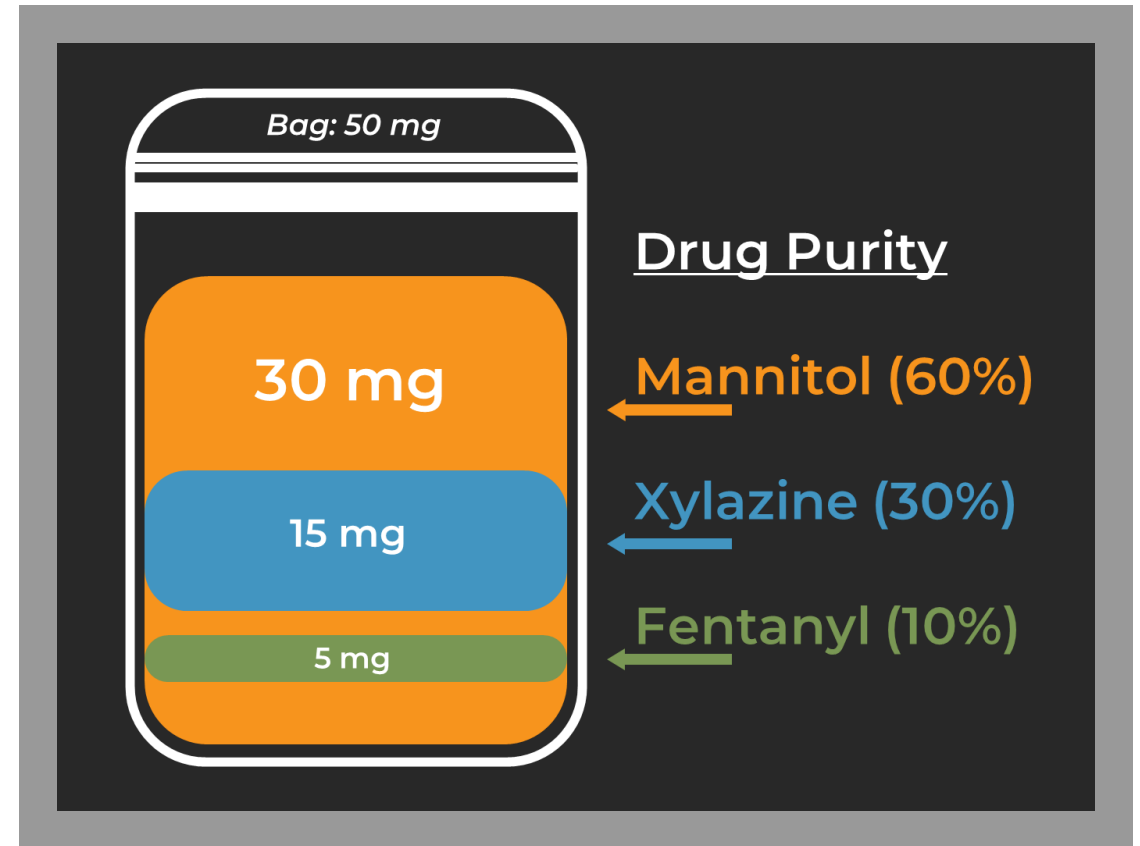 Bag: 50 mg
Drug Purity
30 mg
Mannitol (60%)
15 mg
Xylazine (30%)
5 mg
Fentanyl (10%)